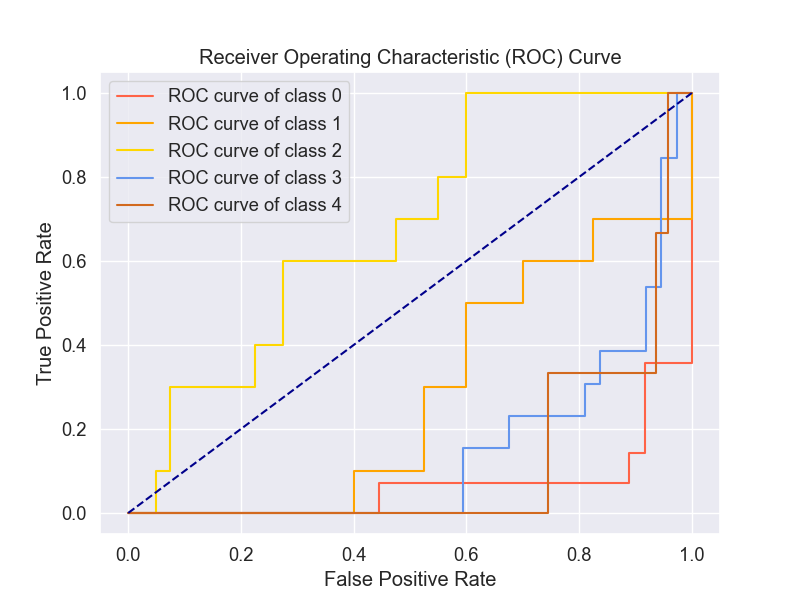 Receiver Operating Characteristic (ROC) Curve
ROC curve of class 0
ROC curve of class 1
ROC curve of class 2
ROC curve of class 3
ROC curve of class 4
True Positive Rate
1.0
0.8
0.6
0.4
0.2
0.0
0.0 0.2 0.4 0.6 0.8 1.0
False Positive Rate